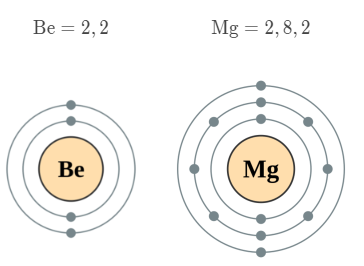 Be = 2, 2
Mg = 2, 8, 2
Be
Mg